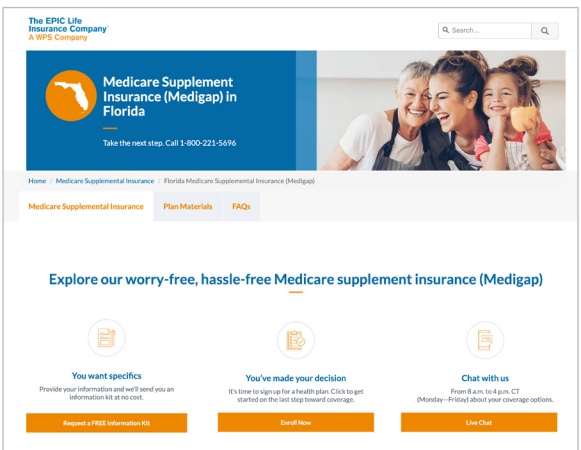 The EPIC Life
Insurance Company
A WPS Company
Search...
Medicare Supplement
Insurance (Medigap) in
Florida
Take the next step. Call 1-800-221-5696
Home / Medicare Supplemental Insurance / Florida Medicare Supplemental Insurance (Medigap)
Medicare Supplemental Insurance Plan Materials FAQs
Explore our worry-free, hassle-free Medicare supplement insurance (Medigap)
You want specifics
Provide your information and we'll send you an
information kit at no cost.
Request a FREE Information Kit
You've made your decision
It's time to sign up for a health plan. Click to get
started on the last step toward coverage.
Enroll Now
Chat with us
From 8 a.m. to 4 p.m. CT
(Monday—Friday) about your coverage options.
Live Chat